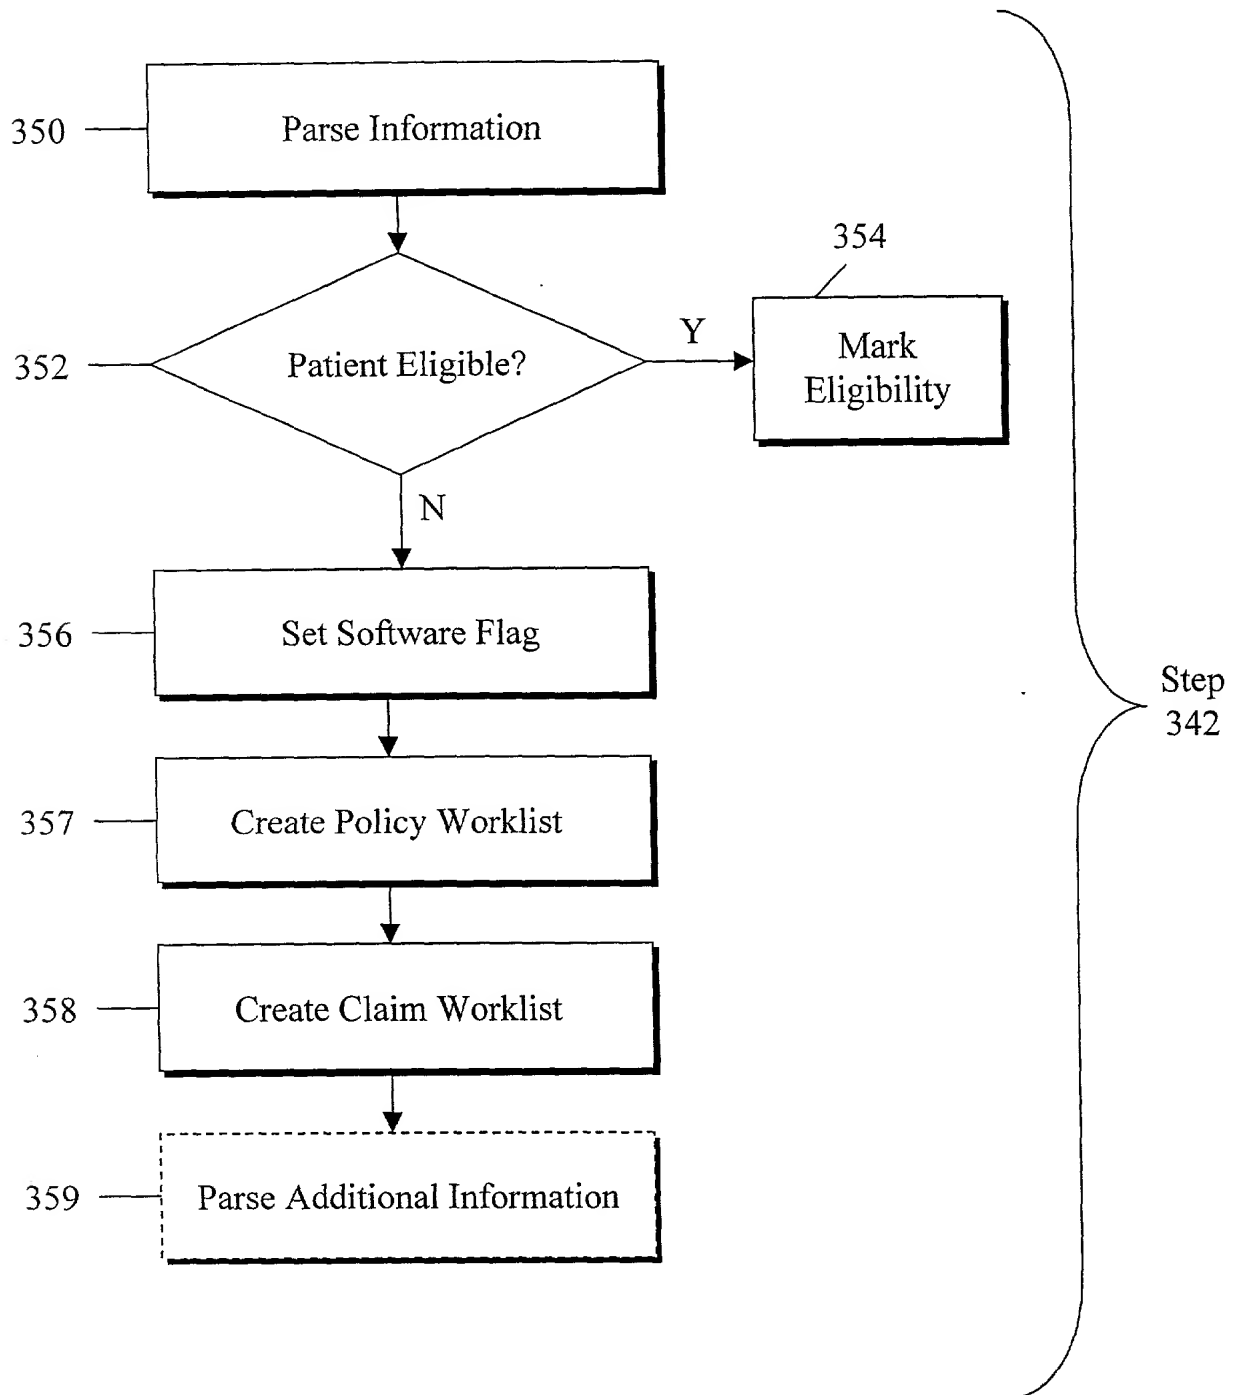 350
Parse Information
354
352
Patient Eligible?
Y
Mark
Eligibility
N
356
Set Software Flag
Step
342
357
Create Policy Worklist
358
Create Claim Worklist
359
Parse Additional Information